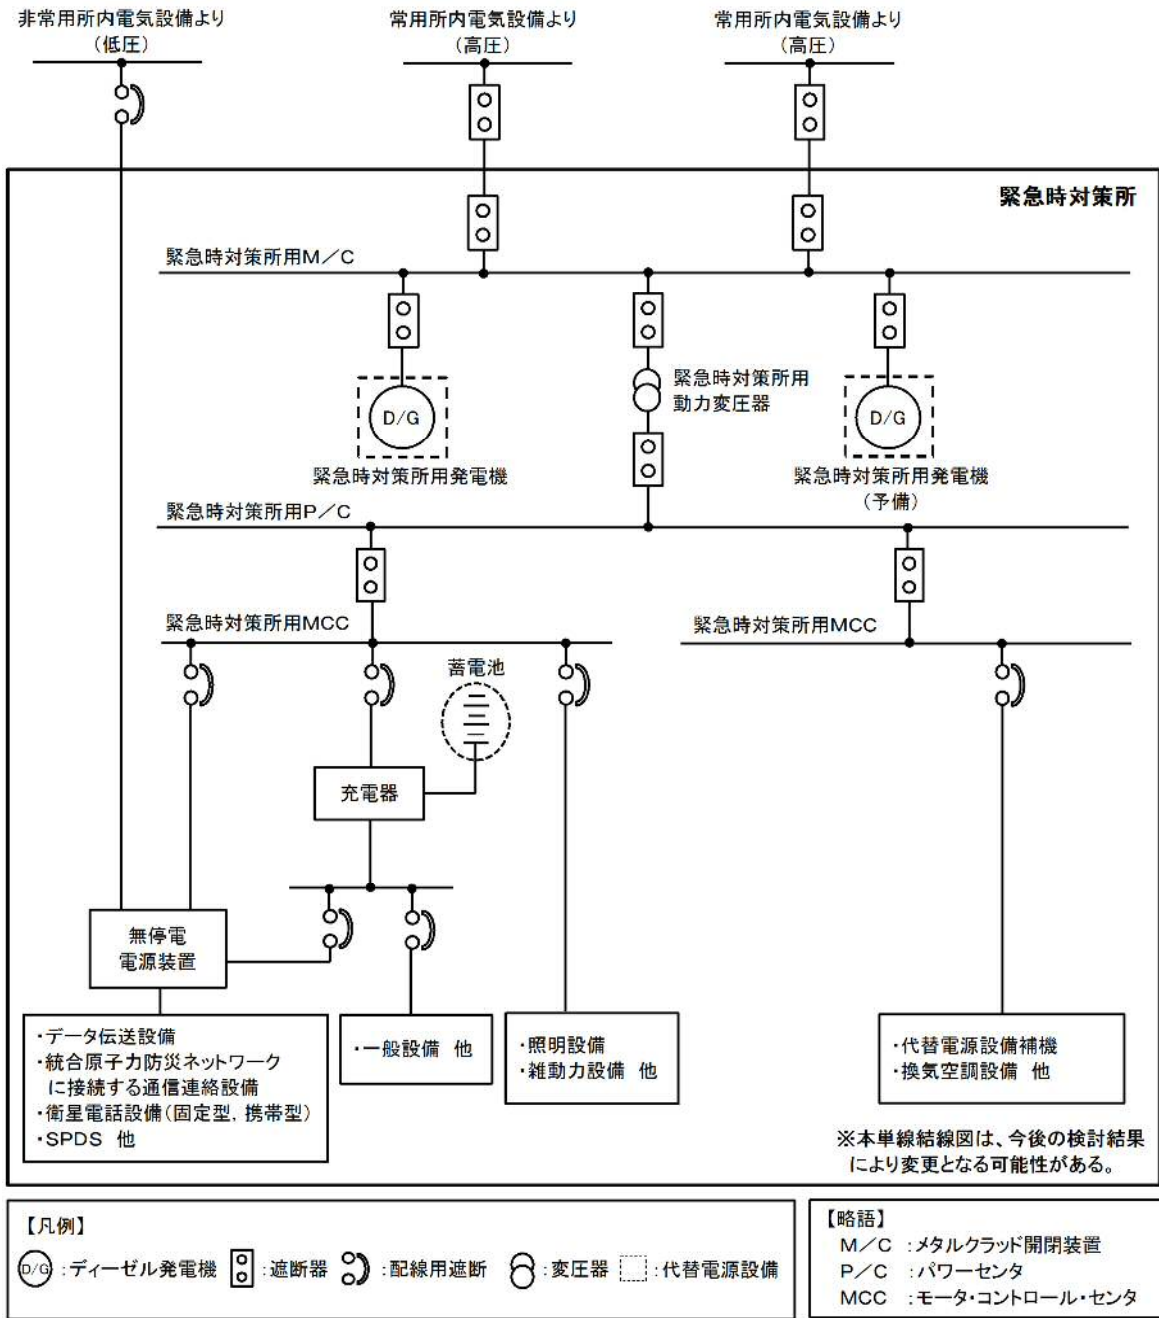 非常用所内電気設備より
（低圧）
常用所内電気設備より
（高圧）
常用所内電気設備より
（高圧）
緊急時対策所
緊急時対策所用M／C
緊急時対策所用
動力変圧器
D/G
D/G
緊急時対策所用発電機
緊急時対策所用発電機
（予備）
緊急時対策所用P／C
緊急時対策所用MCC
緊急時対策所用MCC
蓄電池
充電器
無停電
電源装置
・データ伝送設備
・統合原子力防災ネットワーク
に接続する通信連絡設備
・衛星電話設備（固定型，携帯型）
・SPDS 他
・一般設備 他
・照明設備
・雑動力設備 他
・代替電源設備補機
・換気空調設備 他
※本単線結線図は、今後の検討結果
により変更となる可能性がある。
【凡例】
D/G :ディーゼル発電機 :遮断器 :配線用遮断 :変圧器 :代替電源設備
【略語】
M／C :メタルクラッド開閉装置
P／C :パワーセンタ
MCC :モータ・コントロール・センタ